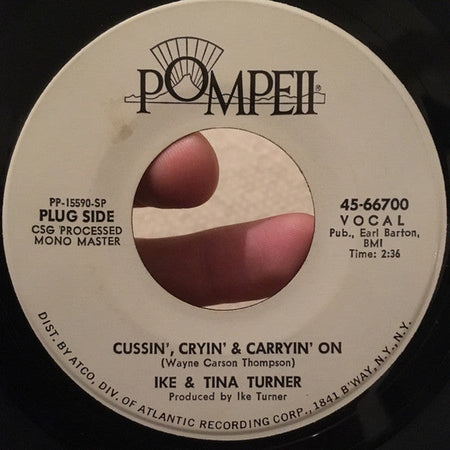 POMPEII®
PP-15590-SP
PLUG SIDE
CSG PROCESSED
MONO MASTER
45-66700
VOCAL
Pub., Earl Barton,
BMI
Time: 2:36
CUSSIN', CRYIN' & CARRYIN' ON
(Wayne Carson Thompson)
IKE & TINA TURNER
Produced by Ike Turner
DIST. BY ATCO, DIV. OF ATLANTIC RECORDING CORP., 1841 B'WAY, N.Y., N.Y.